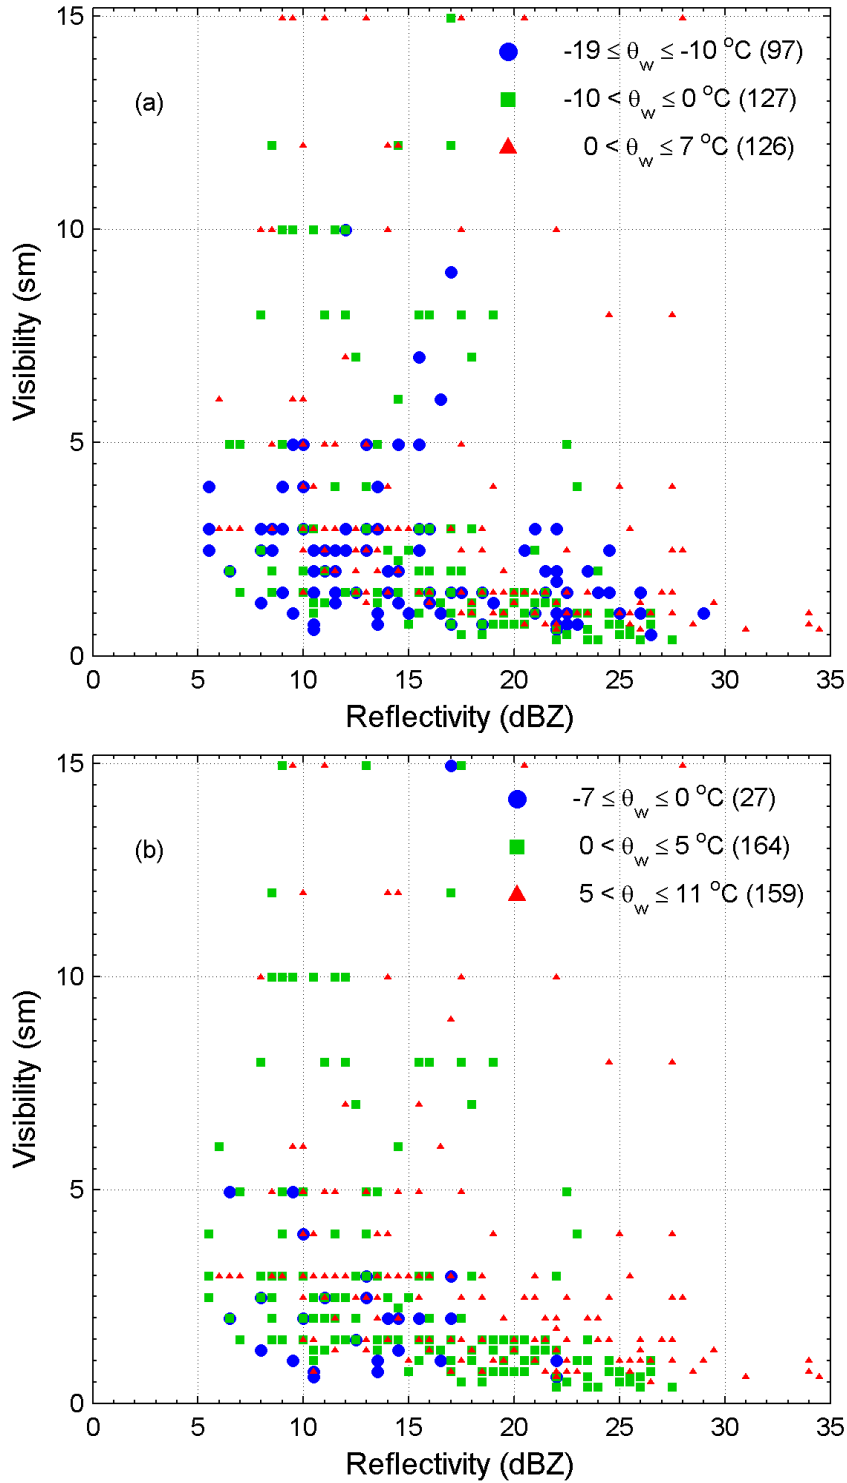 15
-19 ≤ θw ≤ -10 °C (97)
(a)
-10 < θw ≤ 0 °C (127)
0 < θw ≤ 7 °C (126)
10
Visibility (sm)
5
0
0 5 10 15 20 25 30 35
Reflectivity (dBZ)
15
-7 ≤ θw ≤ 0 °C (27)
(b)
0 < θw ≤ 5 °C (164)
5 < θw ≤ 11 °C (159)
10
Visibility (sm)
5
0
0 5 10 15 20 25 30 35
Reflectivity (dBZ)